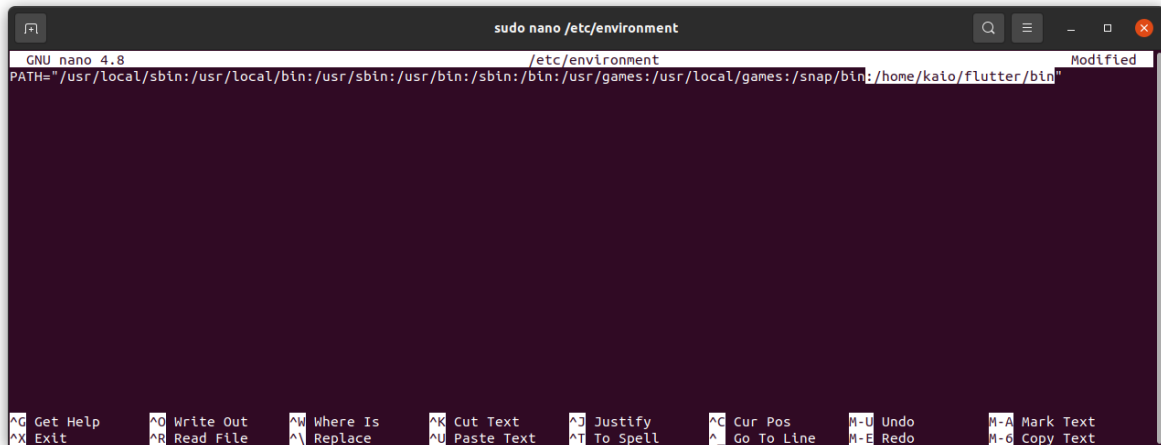 sudo nano /etc/environment
GNU nano 4.8 /etc/environment Modified
PATH="/usr/local/sbin:/usr/local/bin:/usr/sbin:/usr/bin:/sbin:/bin:/usr/games:/usr/local/games:/snap/bin:/home/kaio/flutter/bin"
^G Get Help ^O Write Out ^W Where Is ^K Cut Text ^J Justify ^C Cur Pos M-U Undo M-A Mark Text
^X Exit ^R Read File ^\ Replace ^U Paste Text ^T To Spell ^_ Go To Line M-E Redo M-6 Copy Text